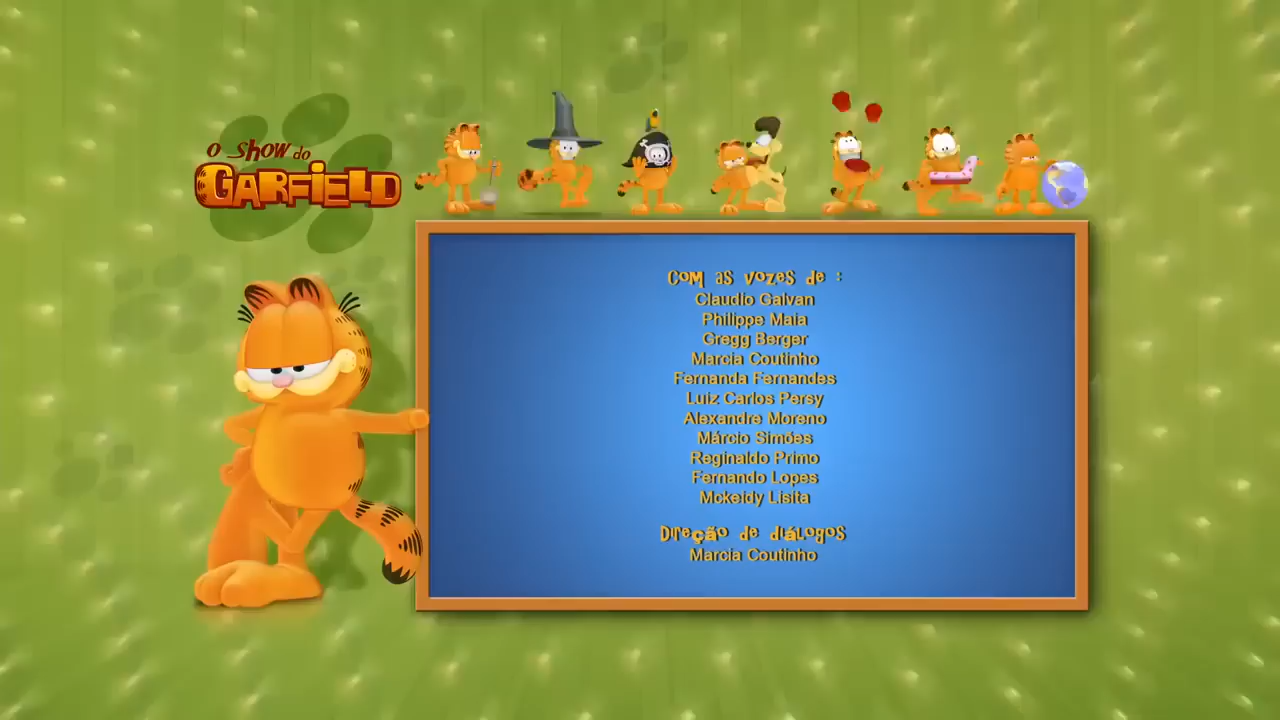 O SHOW do
GARFIELD
Com as vozes de :
Claudio Galvan
Philippe Maia
Gregg Berger
Marcia Coutinho
Fernanda Fernandes
Luiz Carlos Persy
Alexandre Moreno
Márcio Simões
Reginaldo Primo
Fernando Lopes
Mckeidy Lisita
Direção de diálogos
Marcia Coutinho